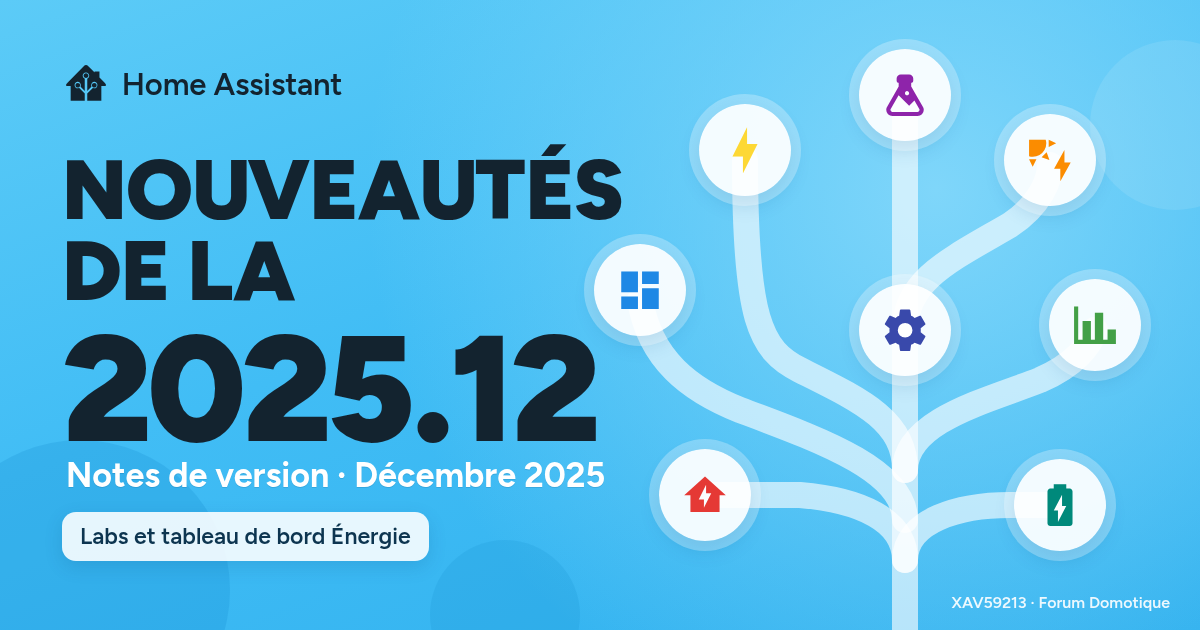 Home Assistant
NOUVEAUTÉS
DE LA
2025.12
Notes de version · Décembre 2025
Labs et tableau de bord Énergie
XAV59213 · Forum Domotique